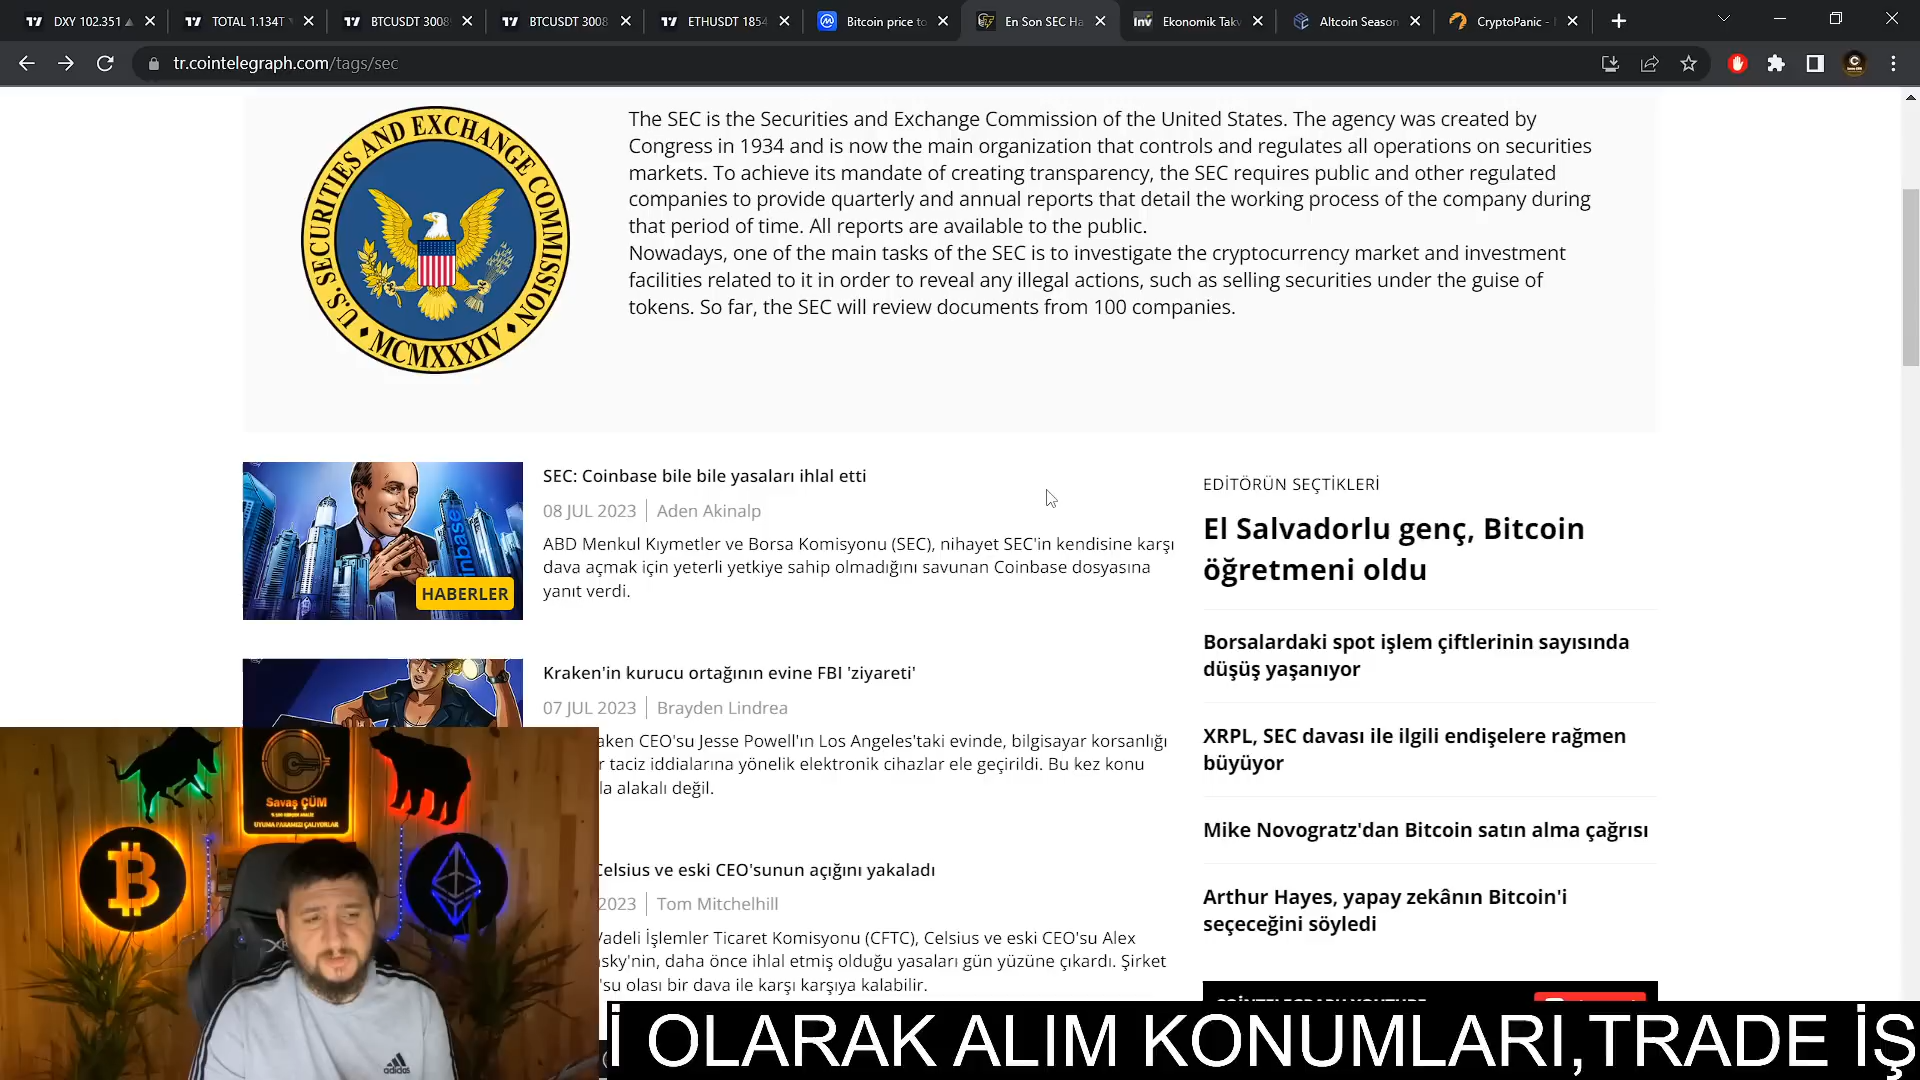 DXY 102.351
TOTAL 1.134T
BTCUSDT 3008
BTCUSDT 3008
ETHUSDT 1854
Bitcoin price to
En Son SEC Ha
Inv
Ekonomik Takv
Altcoin Season
CryptoPanic -
tr.cointelegraph.com/tags/sec
U.S. SECURITIES AND EXCHANGE COMMISSION
MCMXXXIV
The SEC is the Securities and Exchange Commission of the United States. The agency was created by
Congress in 1934 and is now the main organization that controls and regulates all operations on securities
markets. To achieve its mandate of creating transparency, the SEC requires public and other regulated
companies to provide quarterly and annual reports that detail the working process of the company during
that period of time. All reports are available to the public.
Nowadays, one of the main tasks of the SEC is to investigate the cryptocurrency market and investment
facilities related to it in order to reveal any illegal actions, such as selling securities under the guise of
tokens. So far, the SEC will review documents from 100 companies.
inbase
HABERLER
SEC: Coinbase bile bile yasaları ihlal etti
08 JUL 2023 | Aden Akinalp
ABD Menkul Kıymetler ve Borsa Komisyonu (SEC), nihayet SEC'in kendisine karşı
dava açmak için yeterli yetkiye sahip olmadığını savunan Coinbase dosyasına
yanıt verdi.
Kraken'in kurucu ortağının evine FBI 'ziyareti'
07 JUL 2023 | Brayden Lindrea
aken CEO'su Jesse Powell'ın Los Angeles'taki evinde, bilgisayar korsanlığı
r taciz iddialarına yönelik elektronik cihazlar ele geçirildi. Bu kez konu
la alakalı değil.
Celsius ve eski CEO'sunun açığını yakaladı
2023 | Tom Mitchelhill
Vadeli İşlemler Ticaret Komisyonu (CFTC), Celsius ve eski CEO'su Alex
sky'nin, daha önce ihlal etmiş olduğu yasaları gün yüzüne çıkardı. Şirket
'su olası bir dava ile karşı karşıya kalabilir.
EDİTÖRÜN SEÇTİKLERİ
El Salvadorlu genç, Bitcoin
öğretmeni oldu
Borsalardaki spot işlem çiftlerinin sayısında
düşüş yaşanıyor
XRPL, SEC davası ile ilgili endişelere rağmen
büyüyor
Mike Novogratz'dan Bitcoin satın alma çağrısı
Arthur Hayes, yapay zekânın Bitcoin'i
seçeceğini söyledi
COINTELEGRAPH YOUTUBE
Savaş ÇÜM
UYUMA PARAMIZI ÇALIYORLAR
adidas
İ OLARAK ALIM KONUMLARI,TRADE İŞ